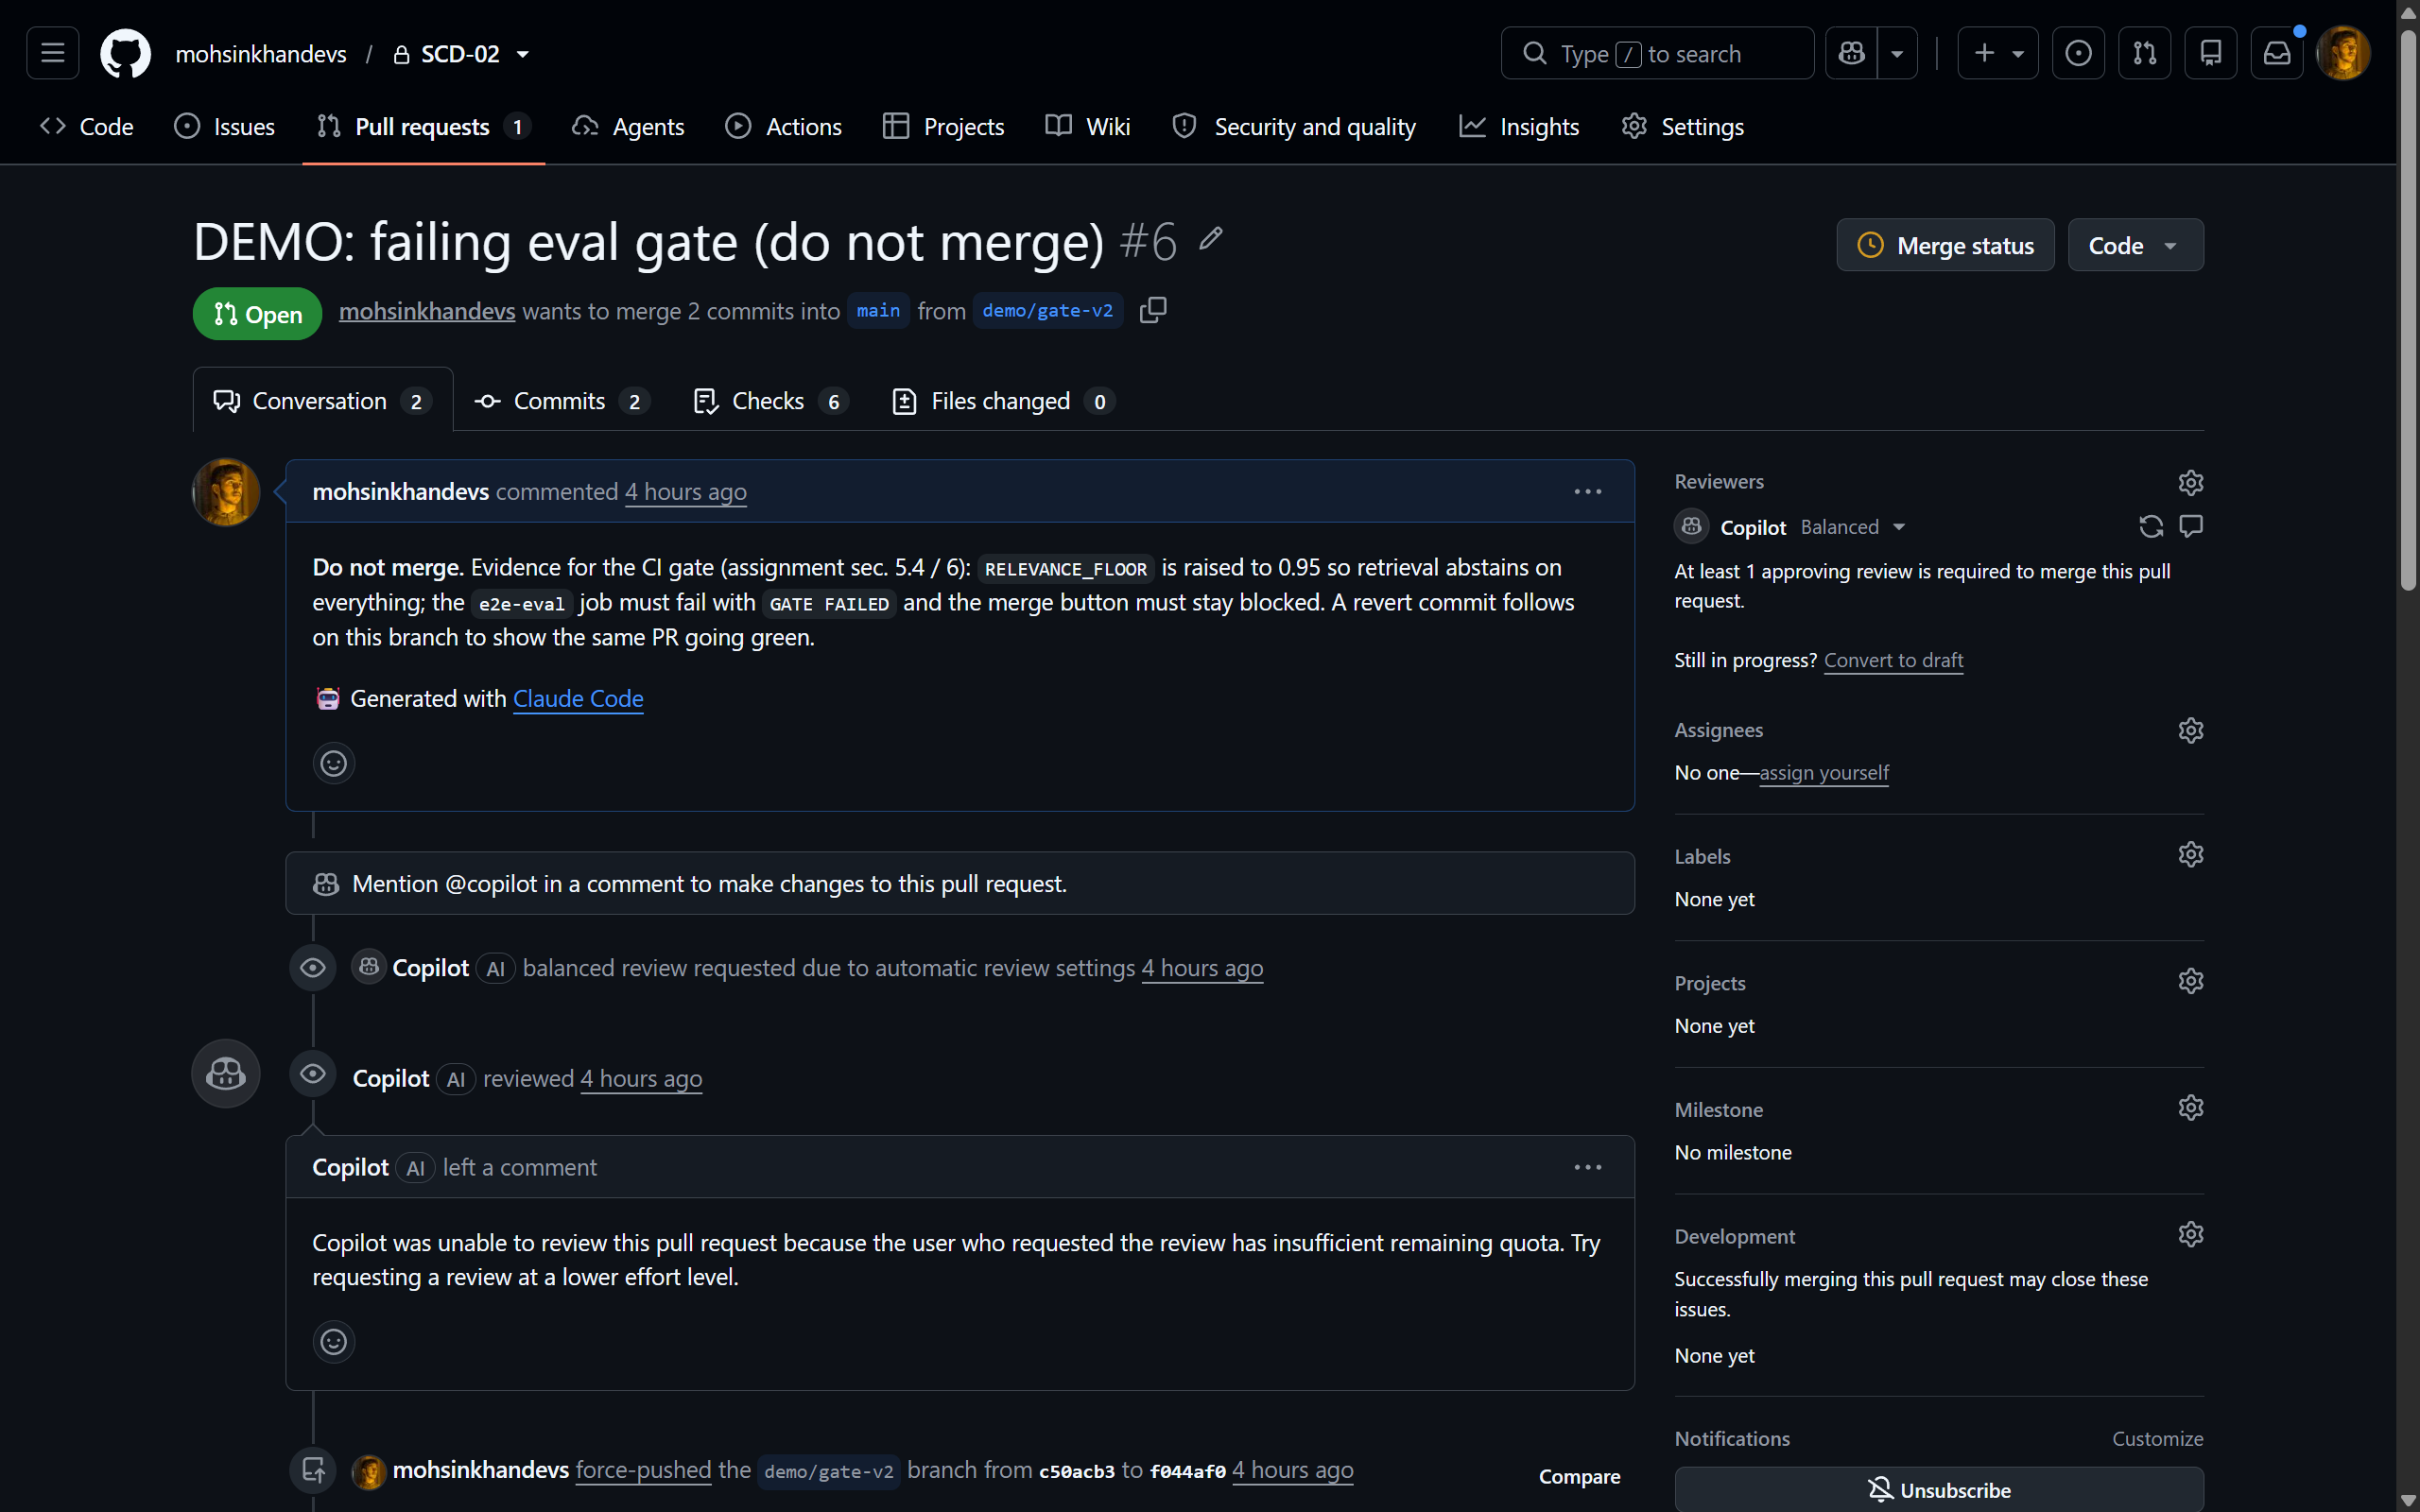 mohsinkhandevs / SCD-02
Type / to search
Code Issues Pull requests 1 Agents Actions Projects Wiki Security and quality Insights Settings
DEMO: failing eval gate (do not merge) #6
Merge status Code
Open mohsinkhandevs wants to merge 2 commits into main from demo/gate-v2
Conversation 2 Commits 2 Checks 6 Files changed 0
mohsinkhandevs commented 4 hours ago
Do not merge. Evidence for the CI gate (assignment sec. 5.4 / 6): RELEVANCE_FLOOR is raised to 0.95 so retrieval abstains on
everything; the e2e-eval job must fail with GATE FAILED and the merge button must stay blocked. A revert commit follows
on this branch to show the same PR going green.
Generated with Claude Code
Mention @copilot in a comment to make changes to this pull request.
Copilot AI balanced review requested due to automatic review settings 4 hours ago
Copilot AI reviewed 4 hours ago
Copilot AI left a comment
Copilot was unable to review this pull request because the user who requested the review has insufficient remaining quota. Try
requesting a review at a lower effort level.
mohsinkhandevs force-pushed the demo/gate-v2 branch from c50acb3 to f044af0 4 hours ago
Compare
Reviewers
Copilot Balanced
At least 1 approving review is required to merge this pull
request.
Still in progress? Convert to draft
Assignees
No one—assign yourself
Labels
None yet
Projects
None yet
Milestone
No milestone
Development
Successfully merging this pull request may close these
issues.
None yet
Notifications Customize
Unsubscribe